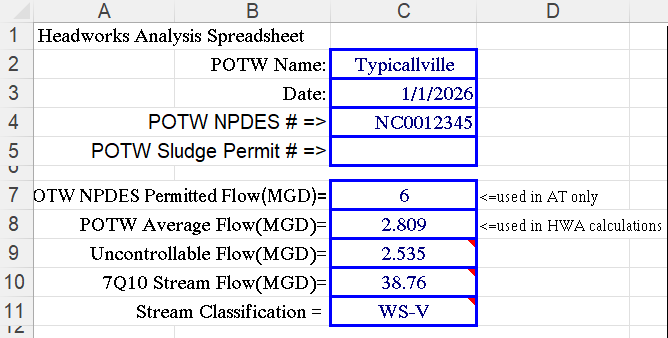 A B C D
1 Headworks Analysis Spreadsheet
2 POTW Name: Typicallville
3 Date: 1/1/2026
4 POTW NPDES # => NC0012345
5 POTW Sludge Permit # =>
6
7 OTW NPDES Permitted Flow(MGD)= 6 <=used in AT only
8 POTW Average Flow(MGD)= 2.809 <=used in HWA calculations
9 Uncontrollable Flow(MGD)= 2.535
10 7Q10 Stream Flow(MGD)= 38.76
11 Stream Classification = WS-V
12